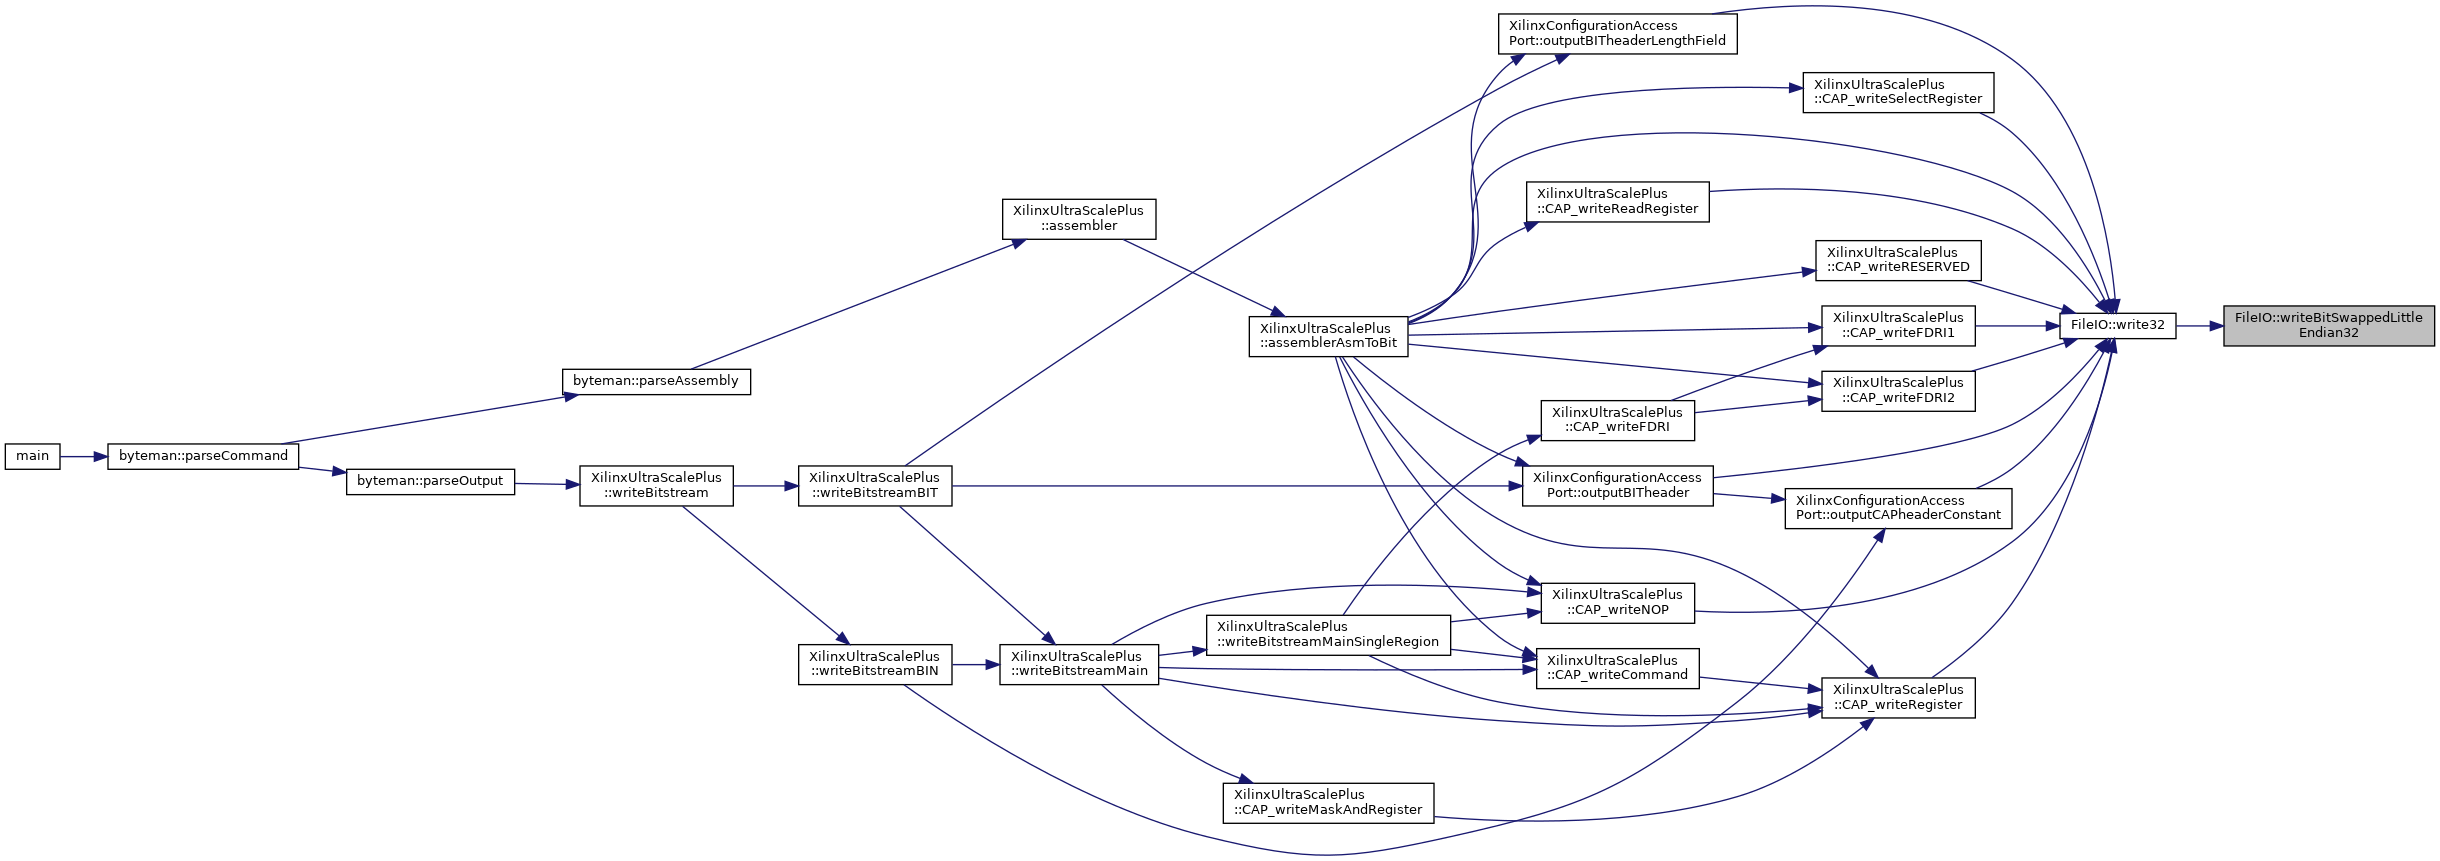 XilinxConfigurationAccess
Port::outputBITheaderLengthField
XilinxUltraScalePlus
::CAP_writeSelectRegister
XilinxUltraScalePlus
::CAP_writeReadRegister
XilinxUltraScalePlus
::assembler
XilinxUltraScalePlus
::CAP_writeRESERVED
XilinxUltraScalePlus
::CAP_writeFDRI1
FileIO::writeBitSwappedLittle
Endian32
FileIO::write32
XilinxUltraScalePlus
::assemblerAsmToBit
byteman::parseAssembly
XilinxUltraScalePlus
::CAP_writeFDRI2
XilinxUltraScalePlus
::CAP_writeFDRI
main
byteman::parseCommand
byteman::parseOutput
XilinxUltraScalePlus
::writeBitstream
XilinxUltraScalePlus
::writeBitstreamBIT
XilinxConfigurationAccess
Port::outputBITheader
XilinxConfigurationAccess
Port::outputCAPheaderConstant
XilinxUltraScalePlus
::CAP_writeNOP
XilinxUltraScalePlus
::writeBitstreamMainSingleRegion
XilinxUltraScalePlus
::writeBitstreamBIN
XilinxUltraScalePlus
::writeBitstreamMain
XilinxUltraScalePlus
::CAP_writeCommand
XilinxUltraScalePlus
::CAP_writeRegister
XilinxUltraScalePlus
::CAP_writeMaskAndRegister